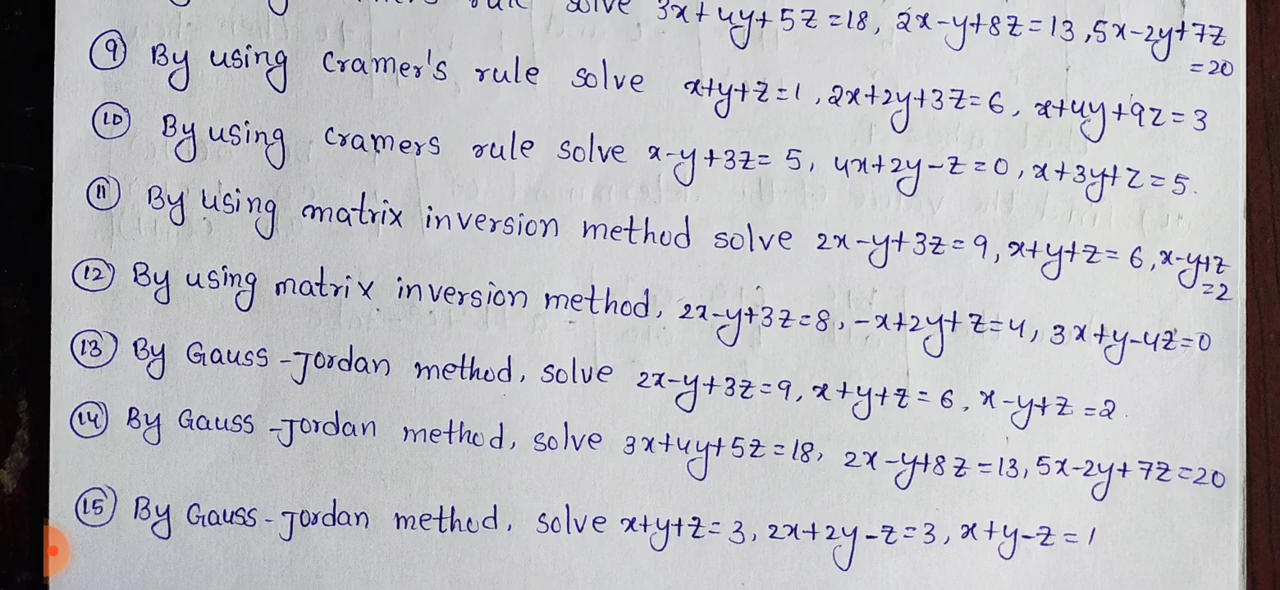 solve 3x+4y+5z=18, 2x-y+8z=13, 5x-2y+7z
=20
9 By using Cramer's rule solve x+y+z=1, 2x+2y+3z=6, x+4y+9z=3
10 By using cramers rule solve x-y+3z=5, 4x+2y-z=0, x+3y+z=5.
11 By using matrix inversion method solve 2x-y+3z=9, x+y+z=6, x-y+z
=2
12 By using matrix inversion method, 2x-y+3z=8, -x+2y+z=4, 3x+y-4z=0
13 By Gauss-Jordan method, solve 2x-y+3z=9, x+y+z=6, x-y+z=2.
14 By Gauss-Jordan method, solve 3x+4y+5z=18, 2x-y+8z=13, 5x-2y+7z=20
15 By Gauss-Jordan method, solve x+y+z=3, 2x+2y-z=3, x+y-z=1